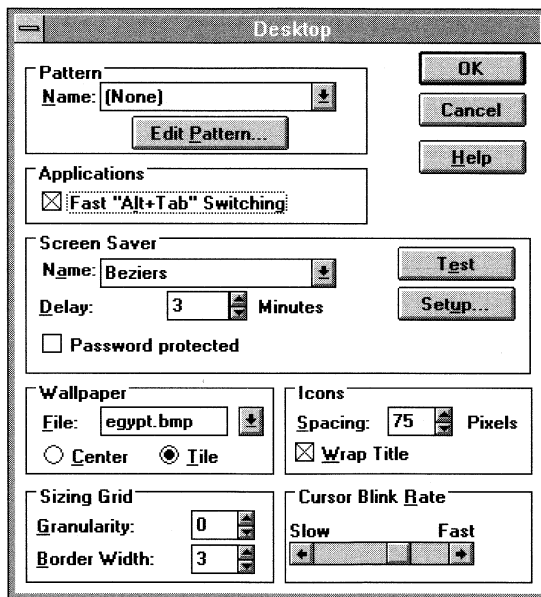 Desktop
Pattern
Name: (None)
Edit Pattern...
OK
Cancel
Help
Applications
Fast "Alt+Tab" Switching
Screen Saver
Name: Beziers
Delay: 3 Minutes
Password protected
Test
Setup...
Wallpaper
File: egypt.bmp
Center Tile
Icons
Spacing: 75 Pixels
Wrap Title
Sizing Grid
Granularity: 0
Border Width: 3
Cursor Blink Rate
Slow Fast